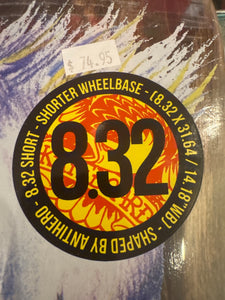 $ 74.95
8.32 SHORT - SHORTER WHEELBASE - (8.32 X 31.64 / 14.18" WB) - SHAPED BY ANTIHERO -
8.32